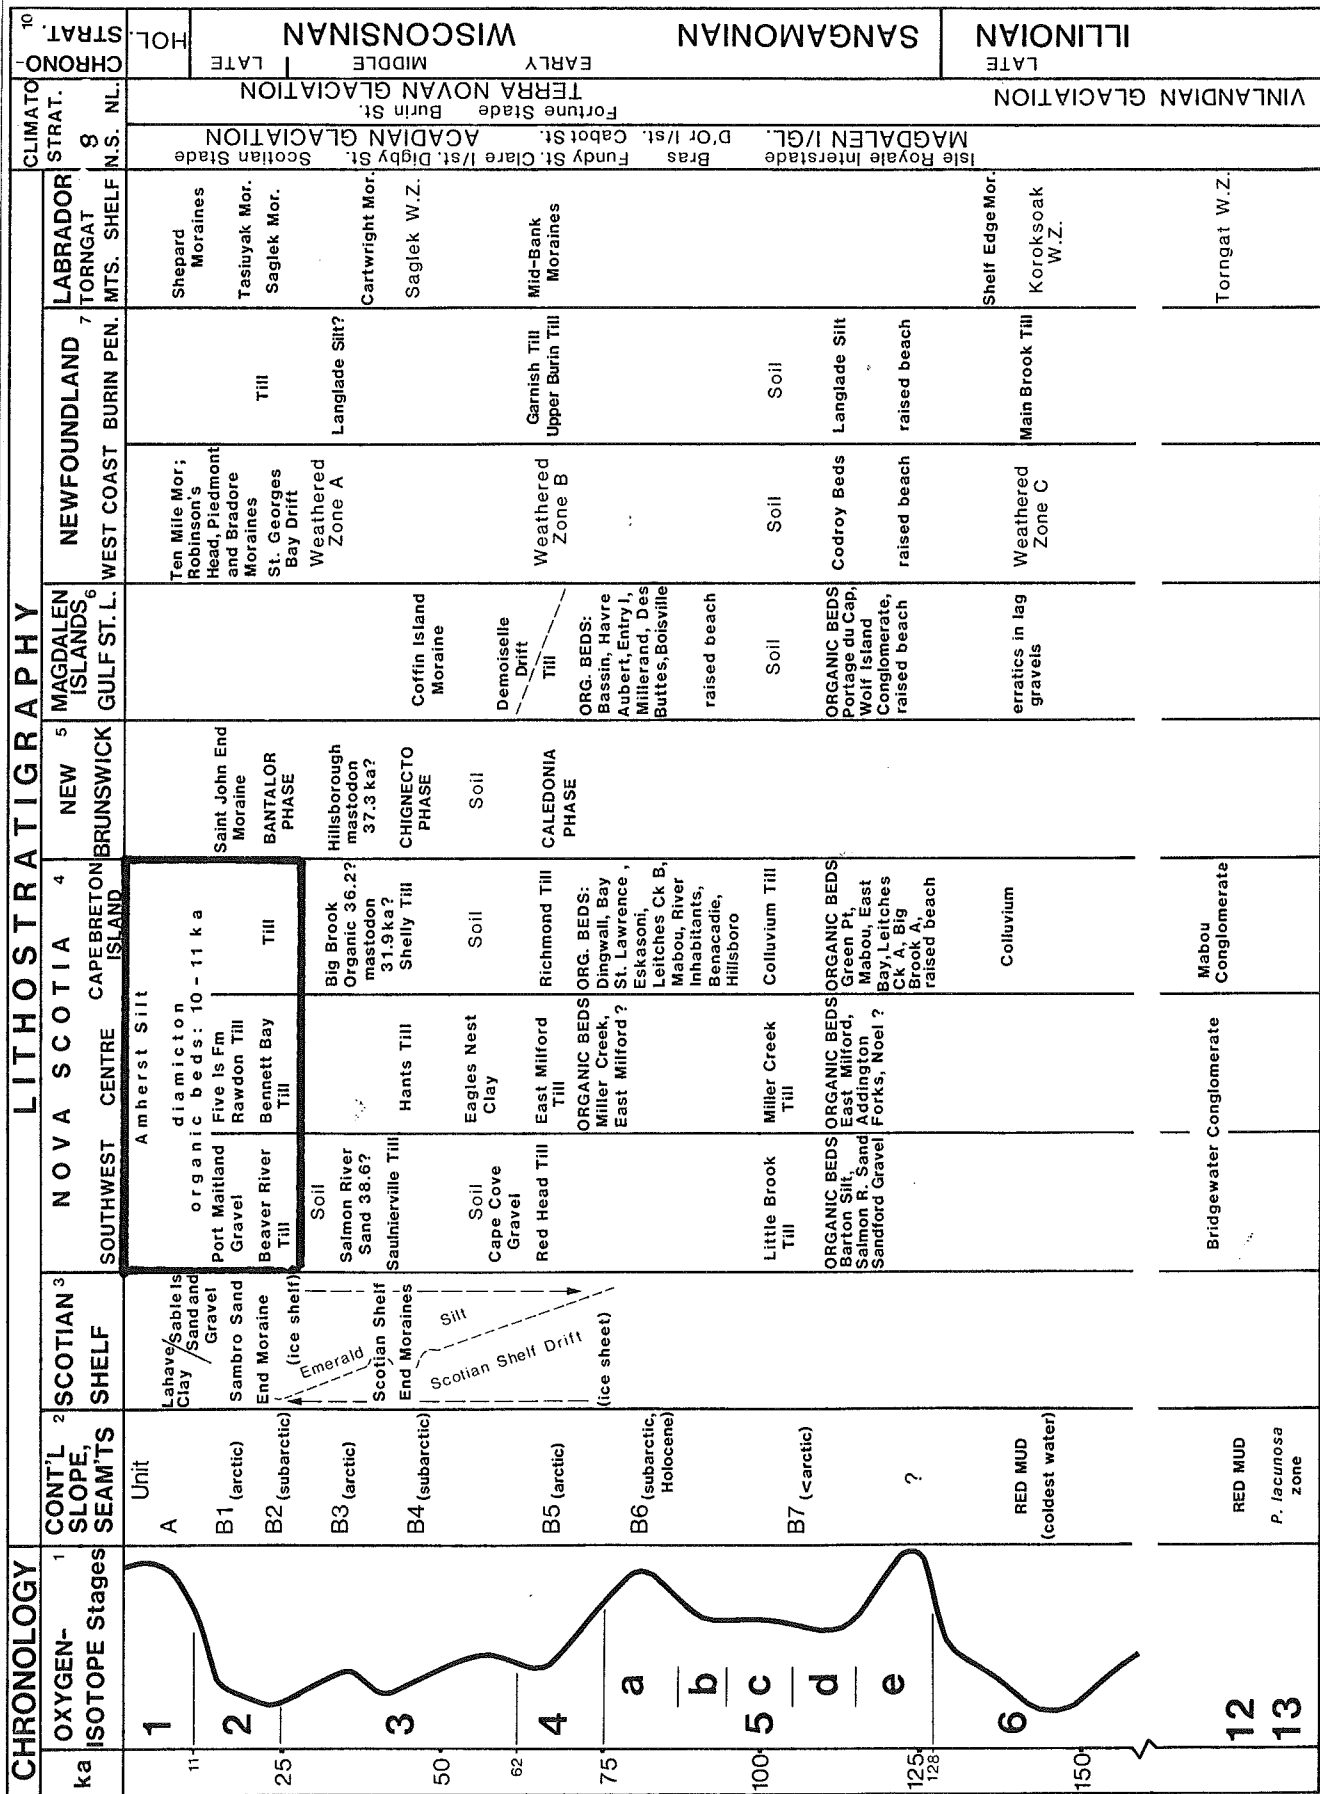 CHRONOLOGY
LITHOSTRATIGRAPHY
ka
OXYGEN-
ISOTOPE Stages
1
CONT'L
SLOPE,
SEAM'TS
2
SCOTIAN
SHELF
3
NOVA SCOTIA
4
SOUTHWEST
CENTRE
CAPE BRETON
ISLAND
NEW
BRUNSWICK
5
MAGDALEN
ISLANDS
GULF ST. L.
6
NEWFOUNDLAND
7
WEST COAST
BURIN PEN.
LABRADOR
TORNGAT
MTS. SHELF
CLIMATO
STRAT.
8
N.S. NL.
CHRONO-
STRAT.
10
11
25
50
62
75
100
125
128
150
1
2
3
4
5
a
b
c
d
e
6
12
13
Unit
A
B1 (arctic)
B2 (subarctic)
B3 (arctic)
B4 (subarctic)
B5 (arctic)
B6 (subarctic,
Holocene)
B7 (<arctic)
?
RED MUD
(coldest water)
RED MUD
P. lacunosa
zone
Lahave/Sable Is
Clay Sand and
Gravel
Sambro Sand
End Moraine
(ice shelf)
Emerald
Silt
Scotian Shelf
End Moraines
Scotian Shelf Drift
(ice sheet)
Amherst Silt
diamicton
organic beds: 10-11 ka
Port Maitland
Gravel
Beaver River
Till
Soil
Salmon River
Sand 38.6?
Saulnierville Till
Soil
Cape Cove
Gravel
Red Head Till
Little Brook
Till
ORGANIC BEDS
Barton Silt,
Salmon R. Sand
Sandford Gravel
Bridgewater Conglomerate
Five Is Fm
Rawdon Till
Bennett Bay
Till
Hants Till
Eagles Nest
Clay
East Milford
Till
ORGANIC BEDS
Miller Creek,
East Milford ?
Miller Creek
Till
ORGANIC BEDS
East Milford,
Addington
Forks, Noel ?
Till
Big Brook
Organic 36.2?
mastodon
31.9 ka?
Shelly Till
Soil
Richmond Till
ORG. BEDS:
Dingwall, Bay
St. Lawrence ,
Eskasoni,
Leitches Ck B,
Mabou, River
Inhabitants,
Benacadie,
Hillsboro
Colluvium Till
ORGANIC BEDS
Green Pt,
Mabou, East
Bay, Leitches
Ck A, Big
Brook A,
raised beach
Colluvium
Mabou
Conglomerate
Saint John End
Moraine
BANTALOR
PHASE
Hillsborough
mastodon
37.3 ka?
CHIGNECTO
PHASE
Soil
CALEDONIA
PHASE
Coffin Island
Moraine
Demoiselle
Drift
Till
ORG. BEDS:
Bassin, Havre
Aubert, Entry I,
Millerand, Des
Buttes, Boisville
raised beach
Soil
ORGANIC BEDS
Portage du Cap,
Wolf Island
Conglomerate,
raised beach
erratics in lag
gravels
Ten Mile Mor;
Robinson's
Head, Piedmont
and Bradore
Moraines
St. Georges
Bay Drift
Weathered
Zone A
Weathered
Zone B
Soil
Codroy Beds
raised beach
Weathered
Zone C
Till
Langlade Silt?
Garnish Till
Upper Burin Till
Soil
Langlade Silt
raised beach
Main Brook Till
Shepard
Moraines
Tasiuyak Mor.
Saglek Mor.
Cartwright Mor.
Saglek W.Z.
Mid-Bank
Moraines
Shelf Edge Mor.
Koroksoak
W.Z.
Torngat W.Z.
Scotian Stade
ACADIAN GLACIATION
Digby St.
St. Clare I/st.
Fundy St.
Cabot St.
Bras D'Or I/st.
MAGDALEN I/GL.
Isle Royale Interstade
TERRA NOVAN GLACIATION
Burin St.
Fortune Stade
VINLANDIAN GLACIATION
HOL.
WISCONSINAN
LATE
MIDDLE
EARLY
SANGAMONIAN
ILLINOIAN
LATE